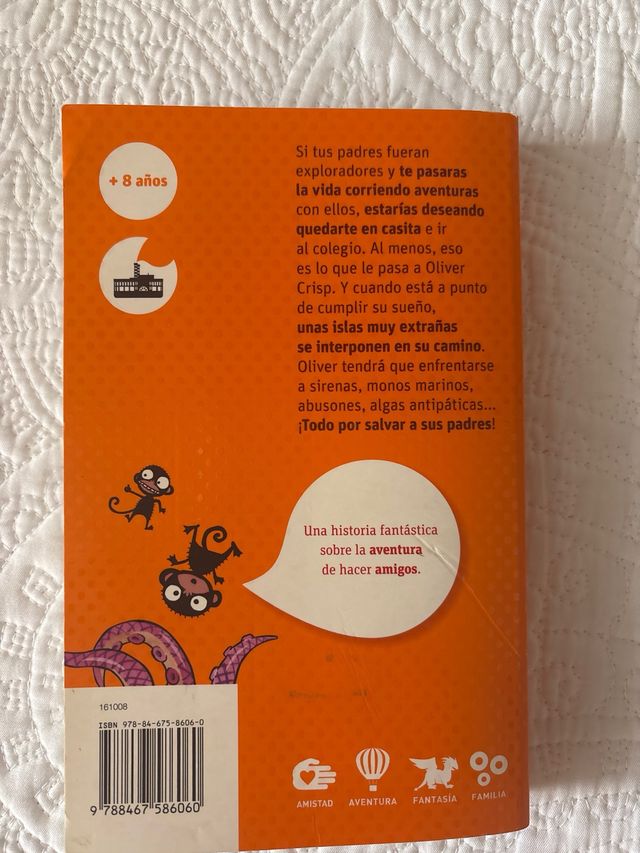 + 8 años
Si tus padres fueran
exploradores y te pasaras
la vida corriendo aventuras
con ellos, estarías deseando
quedarte en casita e ir
al colegio. Al menos, eso
es lo que le pasa a Oliver
Crisp. Y cuando está a punto
de cumplir su sueño,
unas islas muy extrañas
se interponen en su camino.
Oliver tendrá que enfrentarse
a sirenas, monos marinos,
abusones, algas antipáticas...
¡Todo por salvar a sus padres!
Una historia fantástica
sobre la aventura
de hacer amigos.
161008
ISBN 978-84-675-8606-0
9 788467 586060
AMISTAD
AVENTURA
FANTASÍA
FAMILIA